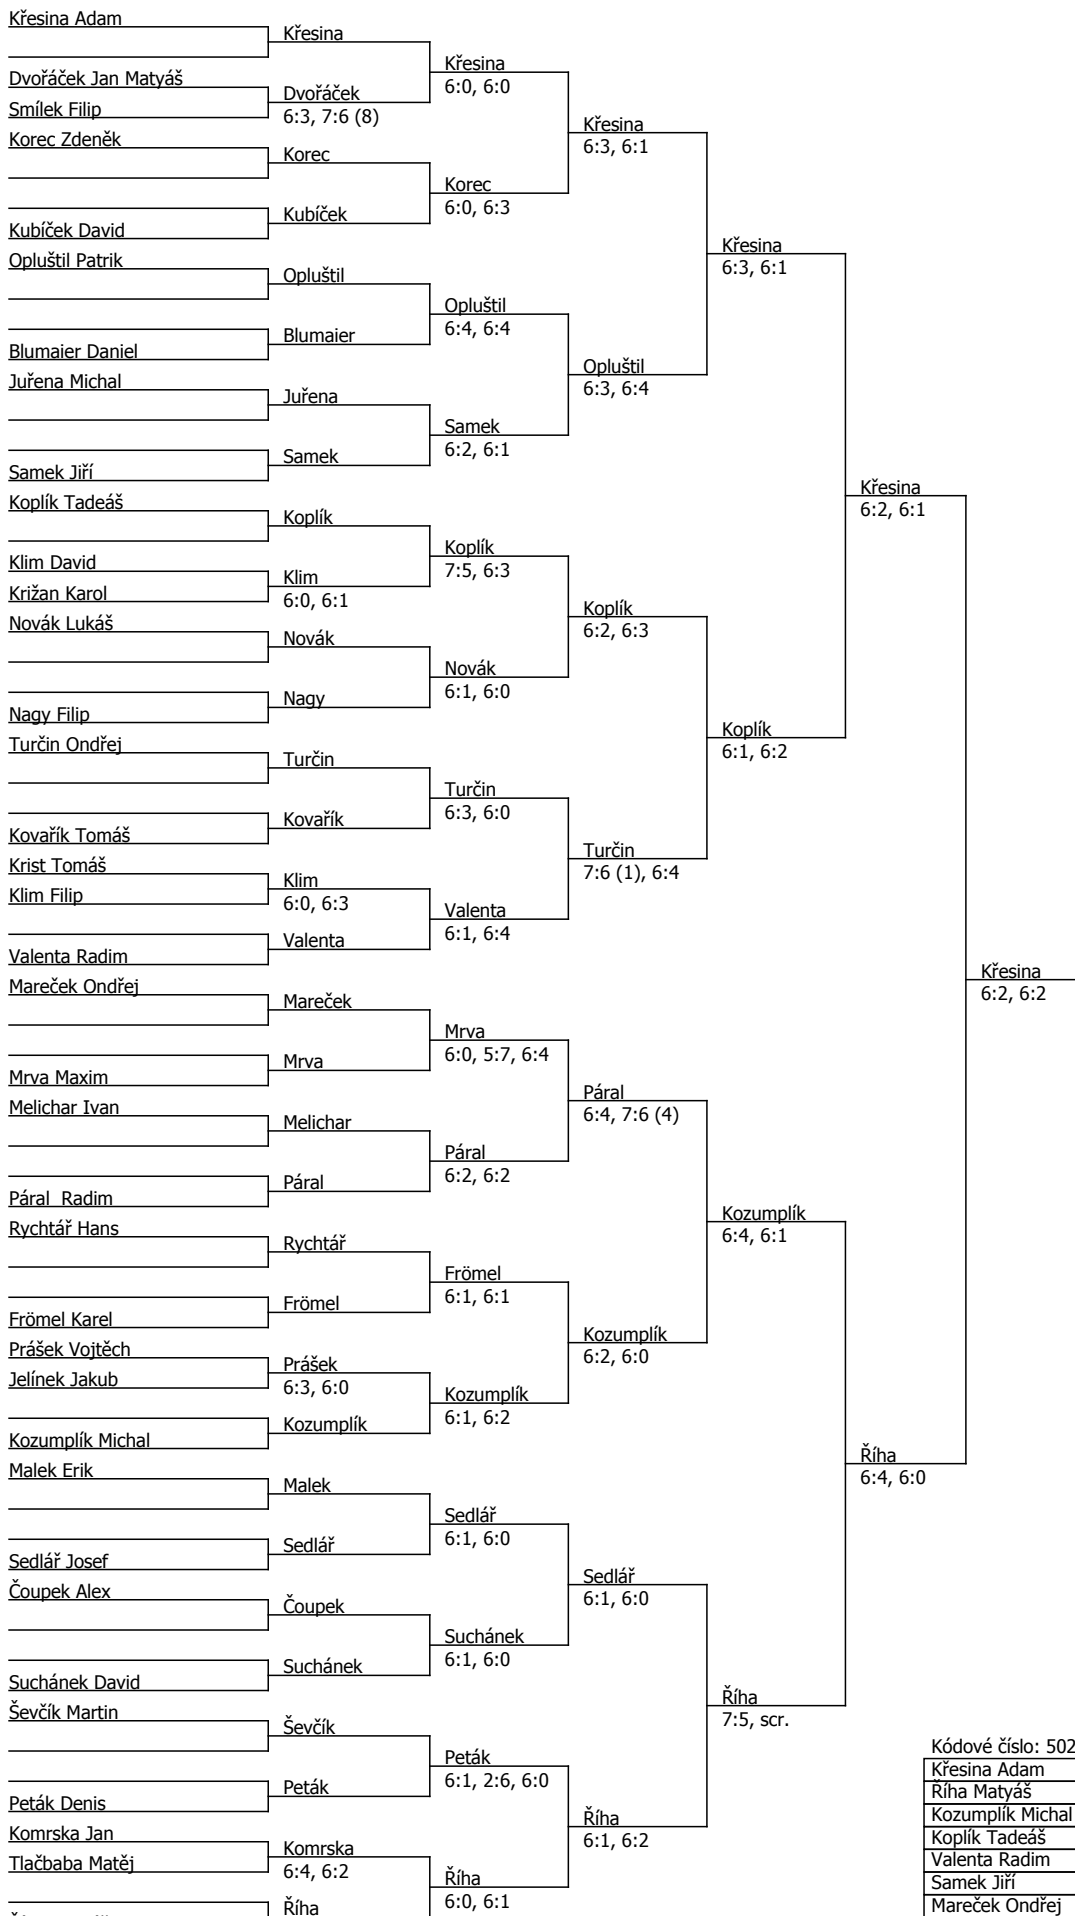 Křesina Adam
Dvořáček Jan Matyáš
Smílek Filip
Korec Zdeněk
Kubíček David
Opluštil Patrik
Blumaier Daniel
Juřena Michal
Samek Jiří
Koplík Tadeáš
Klim David
Križan Karol
Novák Lukáš
Nagy Filip
Turčin Ondřej
Kovařík Tomáš
Krist Tomáš
Klim Filip
Valenta Radim
Mareček Ondřej
Mrva Maxim
Melichar Ivan
Páral  Radim
Rychtář Hans
Frömel Karel
Prášek Vojtěch
Jelínek Jakub
Kozumplík Michal
Malek Erik
Sedlář Josef
Čoupek Alex
Suchánek David
Ševčík Martin
Peták Denis
Komrska Jan
Tlačbaba Matěj
Křesina
Dvořáček
6:3, 7:6 (8)
Korec
Kubíček
Opluštil
Blumaier
Juřena
Samek
Koplík
Klim
6:0, 6:1
Novák
Nagy
Turčin
Kovařík
Klim
6:0, 6:3
Valenta
Mareček
Mrva
Melichar
Páral
Rychtář
Frömel
Prášek
6:3, 6:0
Kozumplík
Malek
Sedlář
Čoupek
Suchánek
Ševčík
Peták
Komrska
6:4, 6:2
Říha
Křesina
6:0, 6:0
Korec
6:0, 6:3
Opluštil
6:4, 6:4
Samek
6:2, 6:1
Koplík
7:5, 6:3
Novák
6:1, 6:0
Turčin
6:3, 6:0
Valenta
6:1, 6:4
Mrva
6:0, 5:7, 6:4
Páral
6:2, 6:2
Frömel
6:1, 6:1
Kozumplík
6:1, 6:2
Sedlář
6:1, 6:0
Suchánek
6:1, 6:0
Peták
6:1, 2:6, 6:0
Říha
6:0, 6:1
Křesina
6:3, 6:1
Opluštil
6:3, 6:4
Koplík
6:2, 6:3
Turčin
7:6 (1), 6:4
Páral
6:4, 7:6 (4)
Kozumplík
6:2, 6:0
Sedlář
6:1, 6:0
Říha
6:1, 6:2
Křesina
6:3, 6:1
Koplík
6:1, 6:2
Kozumplík
6:4, 6:1
Říha
7:5, scr.
Křesina
6:2, 6:1
Říha
6:4, 6:0
Křesina
6:2, 6:2
Kódové číslo: 502
Křesina Adam
Říha Matyáš
Kozumplík Michal
Koplík Tadeáš
Valenta Radim
Samek Jiří
Mareček Ondřej